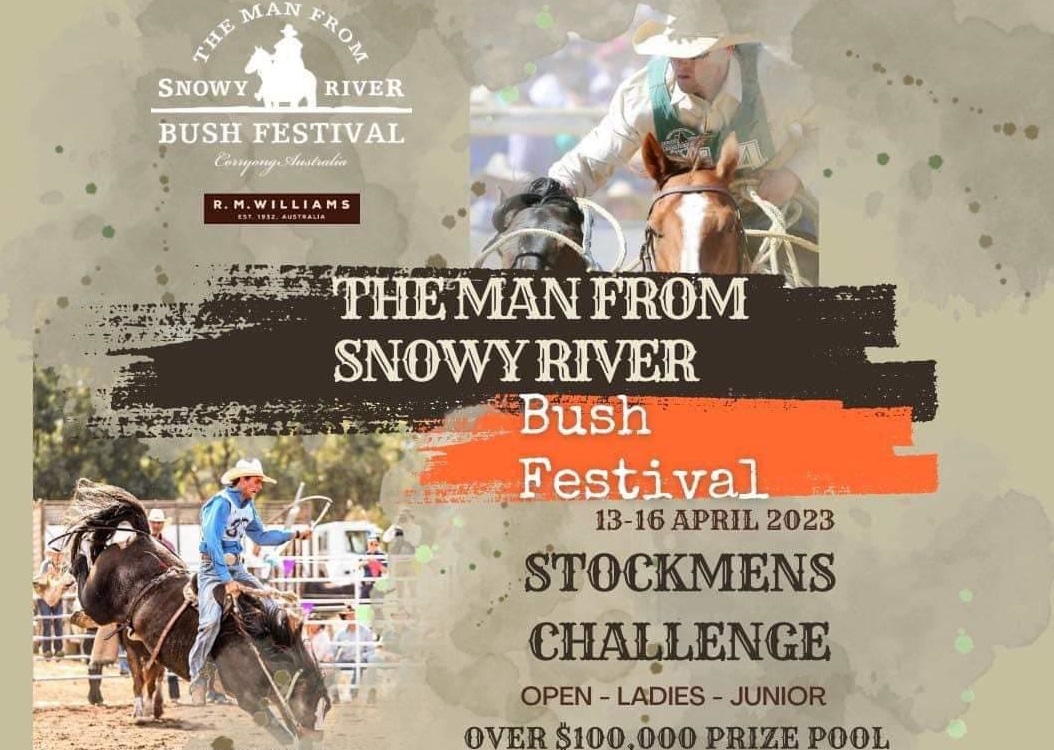 THE MAN FROM
SNOWY RIVER
BUSH FESTIVAL
Corryong Australia
R.M.WILLIAMS
EST. 1932. AUSTRALIA
THE MAN FROM
SNOWY RIVER
Bush
Festival
13-16 APRIL 2023
STOCKMENS
CHALLENGE
OPEN - LADIES - JUNIOR
OVER $100,000 PRIZE POOL